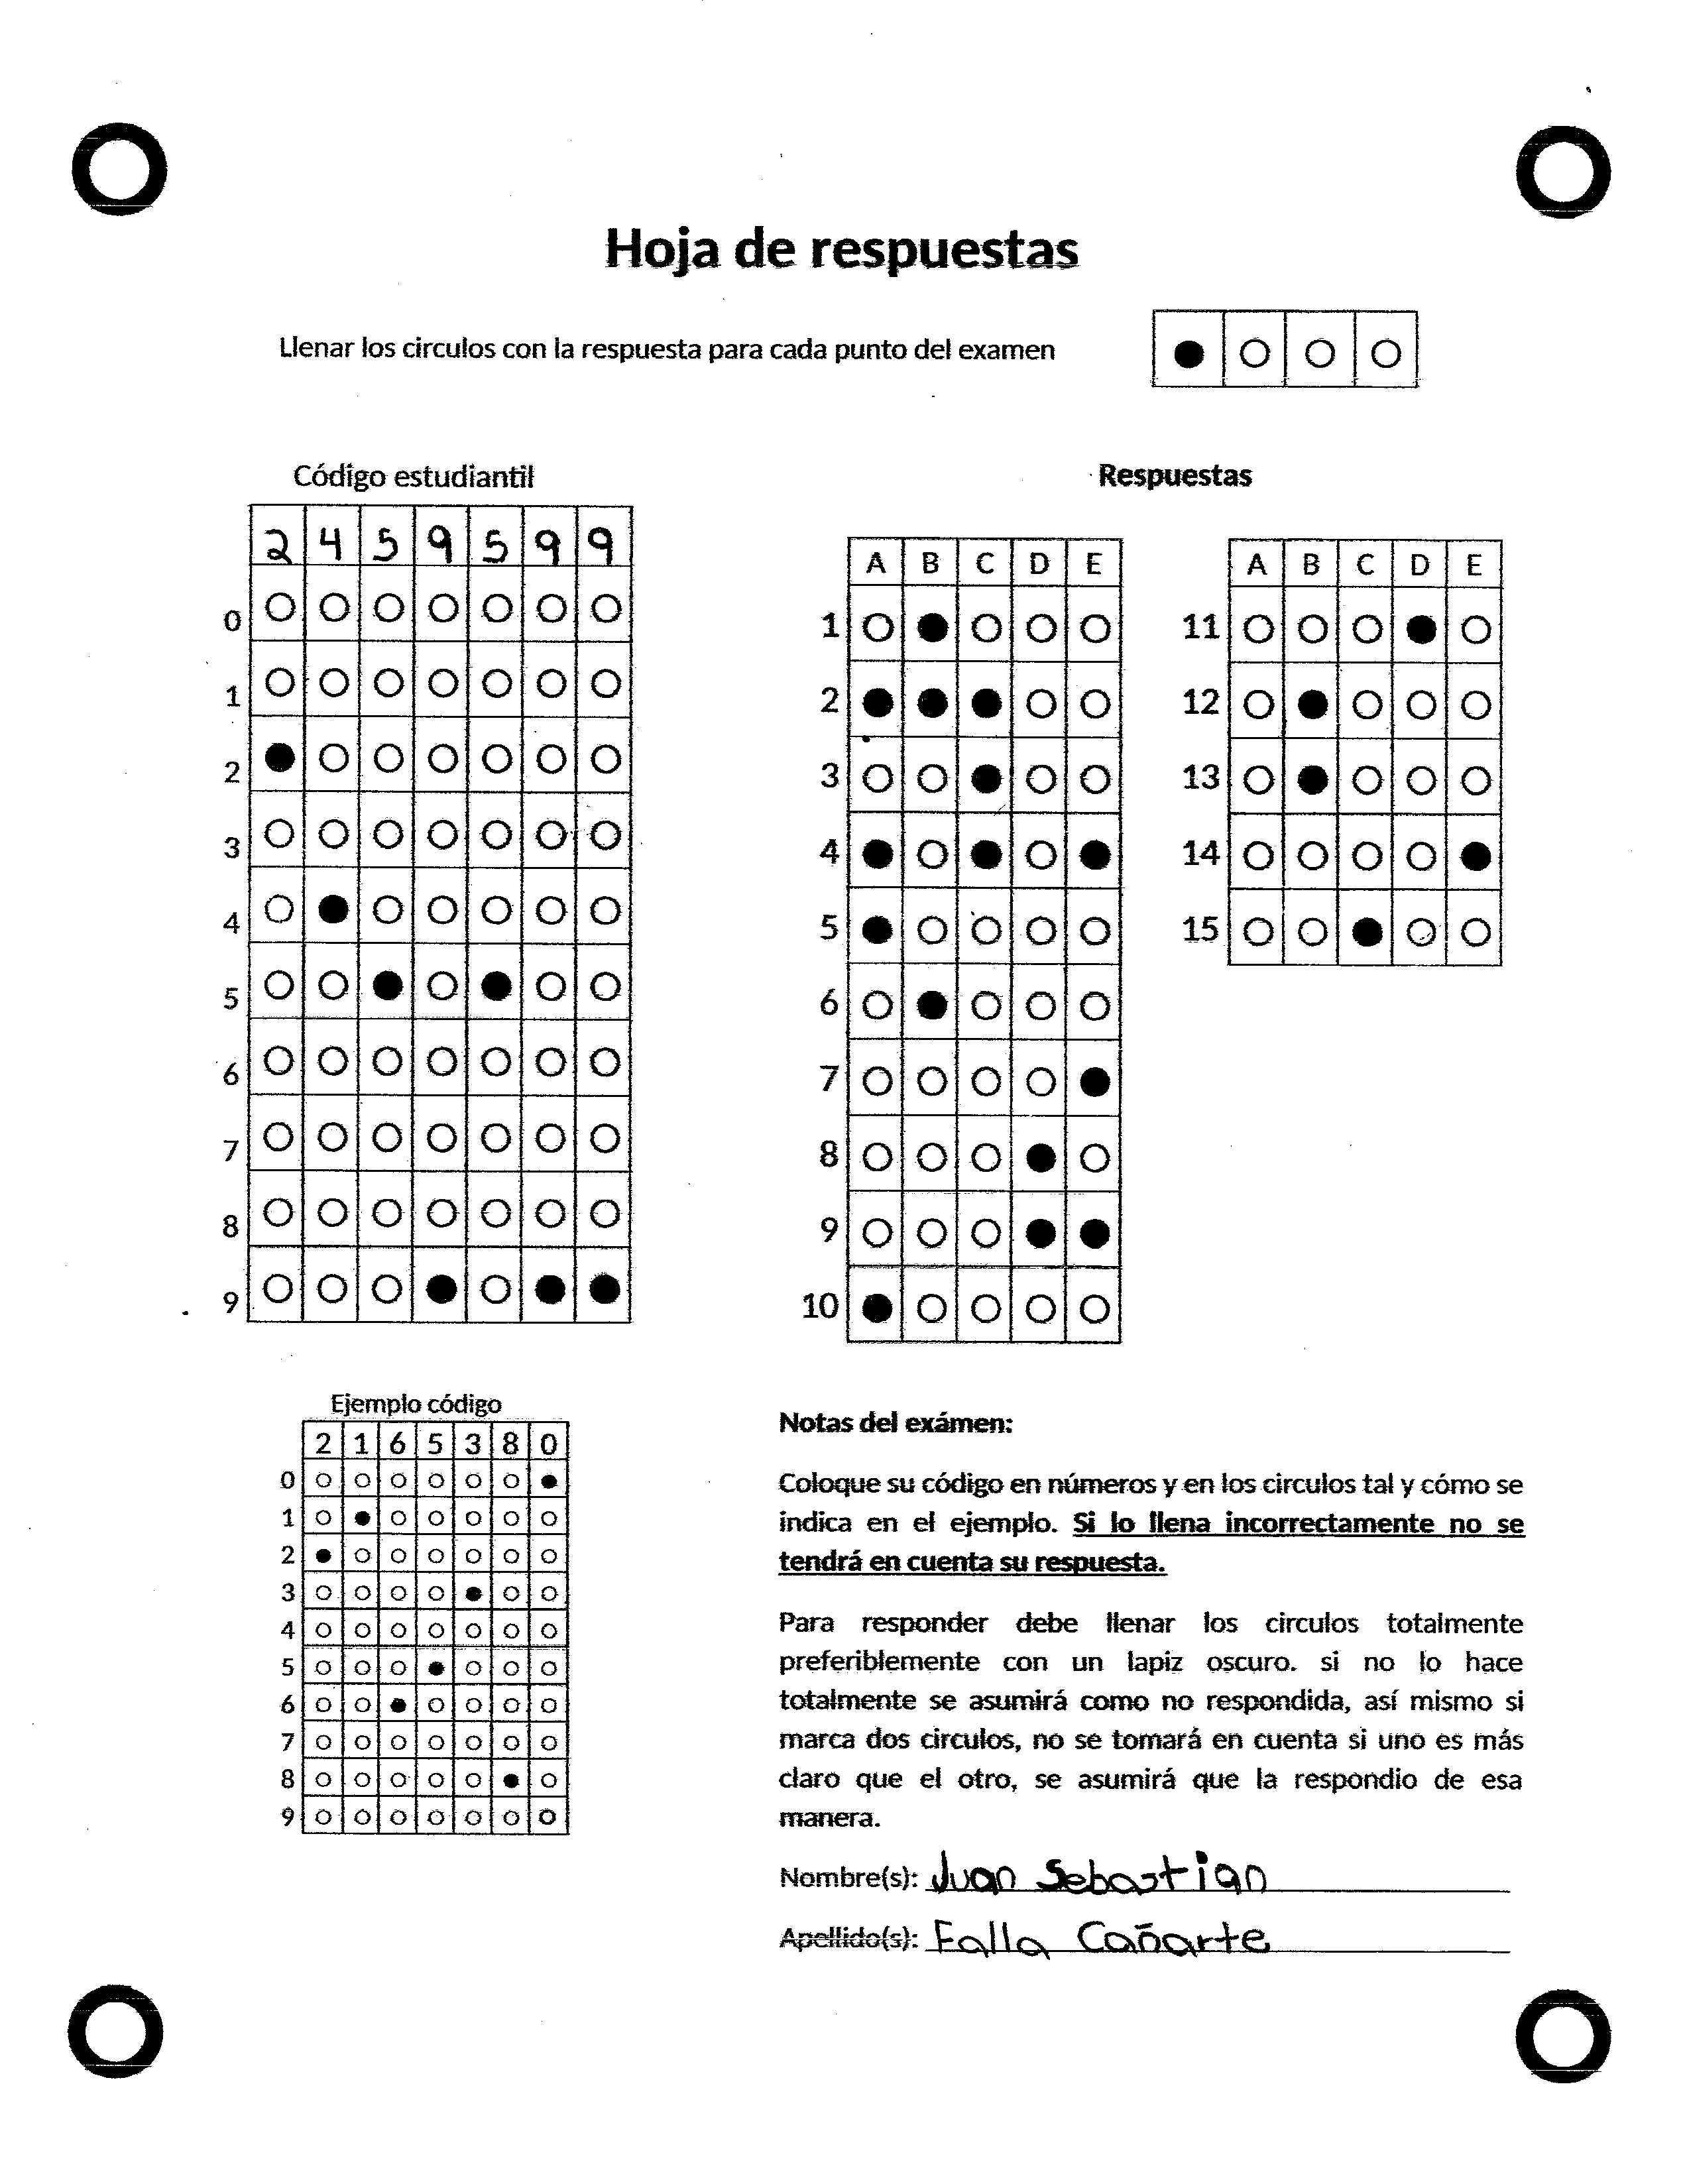 Hoja de respuestas
Llenar los circulos con la respuesta para cada punto del examen
Código estudiantil
2 4 5 9 5 9 9
0
1
2
3
4
5
6
7
8
9
Respuestas
A B C D E
1
2
3
4
5
6
7
8
9
10
A B C D E
11
12
13
14
15
Ejemplo código
2 1 6 5 3 8 0
0
1
2
3
4
5
6
7
8
9
Notas del exámen:
Coloque su código en números y en los circulos tal y cómo se
indica en el ejemplo. Si lo llena incorrectamente no se
tendrá en cuenta su respuesta.
Para responder debe llenar los circulos totalmente
preferiblemente con un lapiz oscuro. si no lo hace
totalmente se asumirá como no respondida, así mismo si
marca dos circulos, no se tomará en cuenta si uno es más
claro que el otro, se asumirá que la respondio de esa
manera.
Nombre(s): Juan Sebastian
Apellido(s): Falla Cañarte